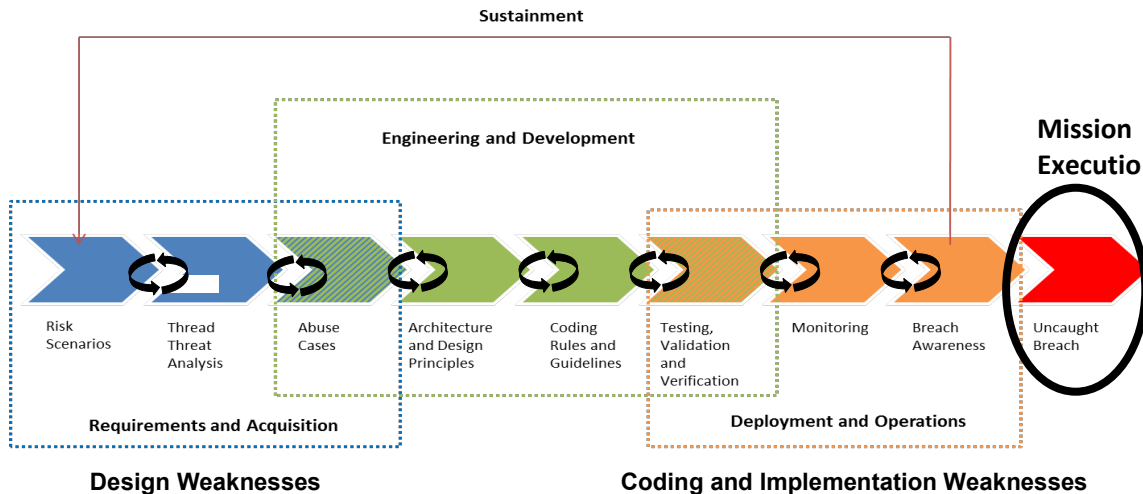 Sustainment
Engineering and Development
Mission
Executio
Risk
Scenarios
Thread
Threat
Analysis
Abuse
Cases
Architecture
and Design
Principles
Coding
Rules and
Guidelines
Testing,
Validation
and
Verification
Monitoring
Breach
Awareness
Uncaught
Breach
Requirements and Acquisition
Deployment and Operations
Design Weaknesses
Coding and Implementation Weaknesses